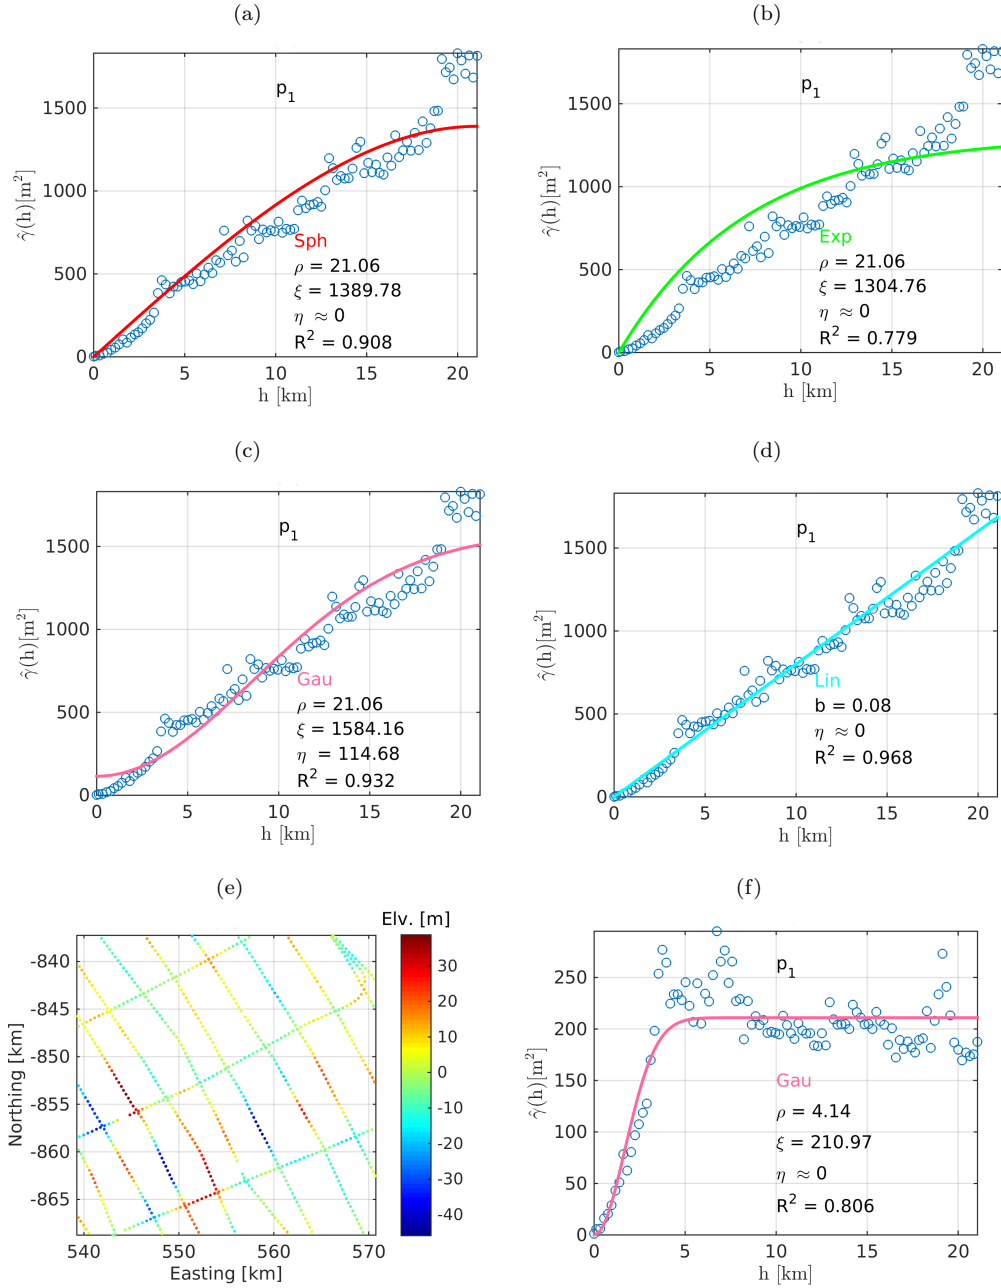 (a)
p1
γ̂(h)[m²]
1500
1000
500
0
Sph
ρ = 21.06
ξ = 1389.78
η ≈ 0
R² = 0.908
0 5 10 15 20
h [km]
(b)
p1
γ̂(h)[m²]
1500
1000
500
0
Exp
ρ = 21.06
ξ = 1304.76
η ≈ 0
R² = 0.779
0 5 10 15 20
h [km]
(c)
p1
γ̂(h)[m²]
1500
1000
500
0
Gau
ρ = 21.06
ξ = 1584.16
η = 114.68
R² = 0.932
0 5 10 15 20
h [km]
(d)
p1
γ̂(h)[m²]
1500
1000
500
0
Lin
b = 0.08
η ≈ 0
R² = 0.968
0 5 10 15 20
h [km]
(e)
Elv. [m]
Northing [km]
-840
-845
-850
-855
-860
-865
30
20
10
0
-10
-20
-30
-40
540 550 560 570
Easting [km]
(f)
p1
γ̂(h)[m²]
250
200
150
100
50
0
Gau
ρ = 4.14
ξ = 210.97
η ≈ 0
R² = 0.806
0 5 10 15 20
h [km]